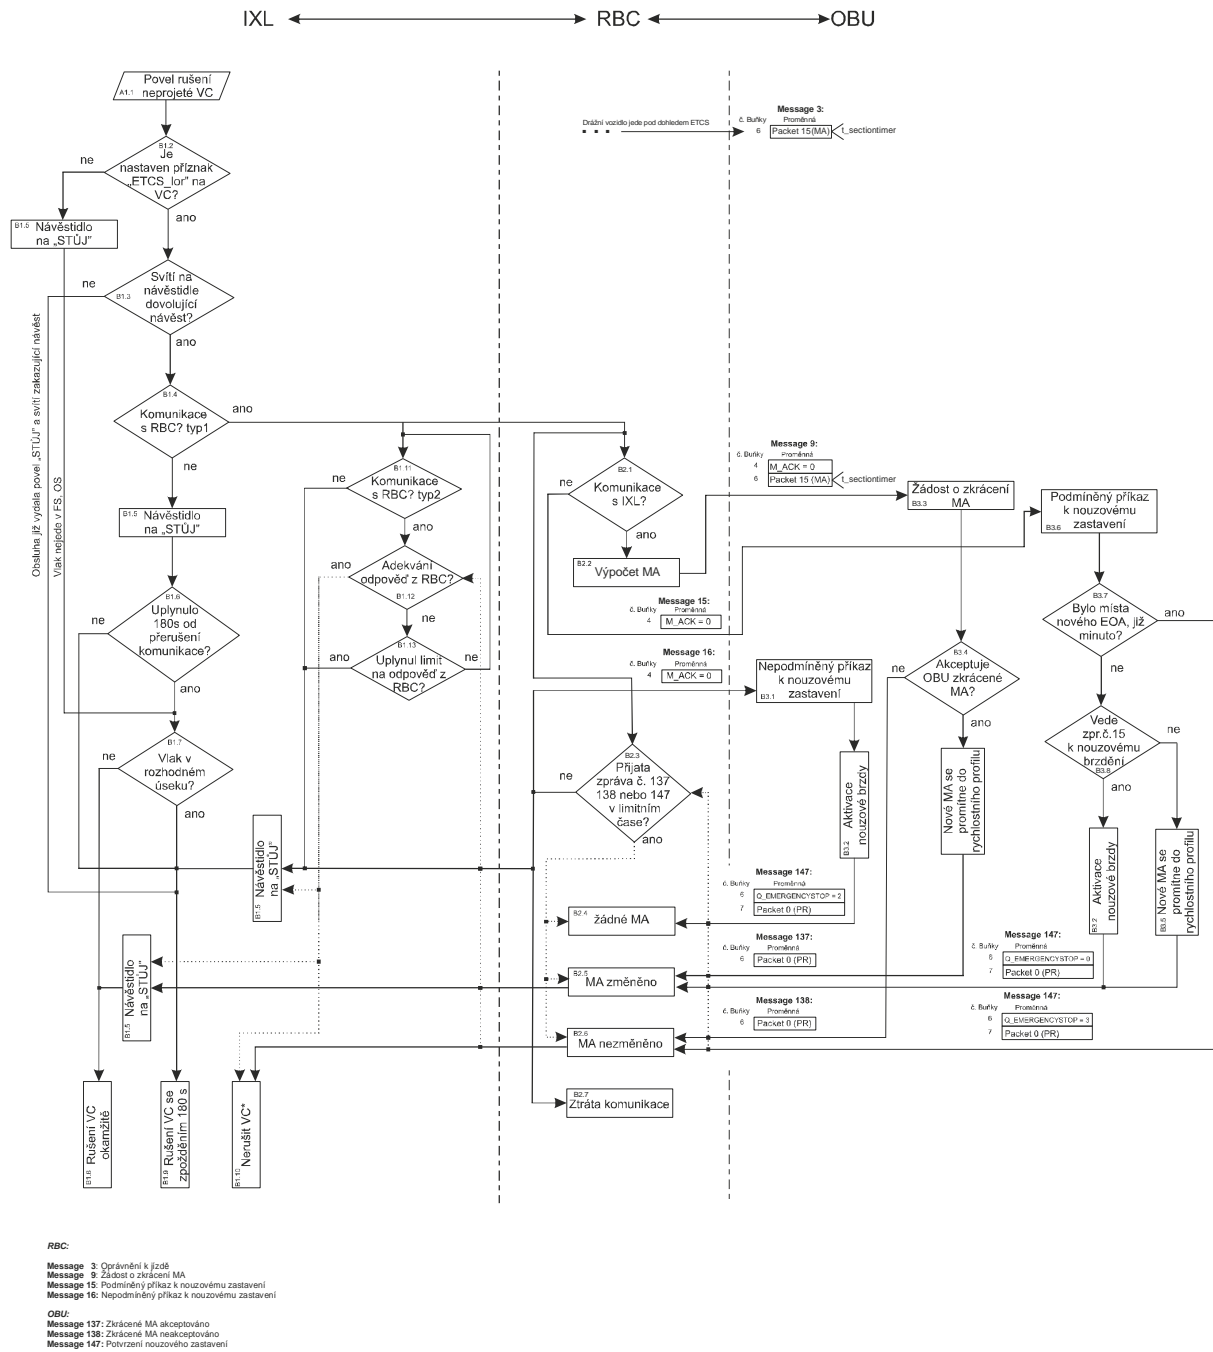 IXL
RBC
OBU
A1.1
Povel rušení
neprojeté VC
Drážní vozidlo jede pod dohledem ETCS
Message 3:
č. Buňky Proměnná
6 Packet 15(MA) t_sectiontimer
B1.2
Je
nastaven příznak
„ETCS_lor" na
VC?
ne
ano
B1.5 Návěstidlo
na „STŮJ"
B1.3
Svítí na
návěstidle
dovolující
návěst?
ne
ano
Obsluha již vydala povel „STŮJ" a svítí zakazující návěst
Vlak nejede v FS, OS
B1.4
Komunikace
s RBC? typ1
ano
ne
B1.5 Návěstidlo
na „STŮJ"
B1.6
Uplynulo
180s od
přerušení
komunikace?
ne
ano
B1.7
Vlak v
rozhodném
úseku?
ne
ano
B1.11
Komunikace
s RBC? typ2
ne
ano
Adekvání
odpověď z RBC?
B1.12
ano
ne
B1.13
Uplynul limit
na odpověď z
RBC?
ano
ne
B2.1
Komunikace
s IXL?
ne
ano
B2.2 Výpočet MA
Message 9:
č. Buňky Proměnná
4 M_ACK = 0
6 Packet 15 (MA) t_sectiontimer
Message 15:
č. Buňky Proměnná
4 M_ACK = 0
Message 16:
č. Buňky Proměnná
4 M_ACK = 0
Žádost o zkrácení
MA
B3.3
Podmíněný příkaz
k nouzovému
zastavení
B3.6
B3.7
Bylo místa
nového EOA, již
minuto?
ano
ne
B3.4
Akceptuje
OBU zkrácené
MA?
ne
ano
Nepodmíněný příkaz
k nouzovému
zastavení
B3.1
Vede
zpr.č.15
k nouzovému
brzdění
B3.8
ne
ano
B2.3
Přijata
zpráva č. 137
138 nebo 147
v limitním
čase?
ne
ano
B3.2 Aktivace
nouzové brzdy
Nové MA se
promítne do
rychlostního profilu
B3.2 Aktivace
nouzové brzdy
B3.5 Nové MA se
promítne do
rychlostního profilu
B1.5 Návěstidlo
na „STŮJ"
B1.5 Návěstidlo
na „STŮJ"
Message 147:
č. Buňky Proměnná
6 Q_EMERGENCYSTOP = 2
7 Packet 0 (PR)
B2.4 žádné MA
Message 137:
č. Buňky Proměnná
6 Packet 0 (PR)
B2.5
MA změněno
Message 147:
č. Buňky Proměnná
6 Q_EMERGENCYSTOP = 0
7 Packet 0 (PR)
Message 138:
č. Buňky Proměnná
6 Packet 0 (PR)
B2.6
MA nezměněno
Message 147:
č. Buňky Proměnná
6 Q_EMERGENCYSTOP = 3
7 Packet 0 (PR)
B2.7
Ztráta komunikace
B1.8 Rušení VC
okamžitě
B1.9 Rušení VC se
zpožděním 180 s
B1.10 Nerušit VC*
RBC:
Message 3: Oprávnění k jízdě
Message 9: Žádost o zkrácení MA
Message 15: Podmíněný příkaz k nouzovému zastavení
Message 16: Nepodmíněný příkaz k nouzovému zastavení
OBU:
Message 137: Zkrácené MA akceptováno
Message 138: Zkrácené MA neakceptováno
Message 147: Potvrzení nouzového zastavení